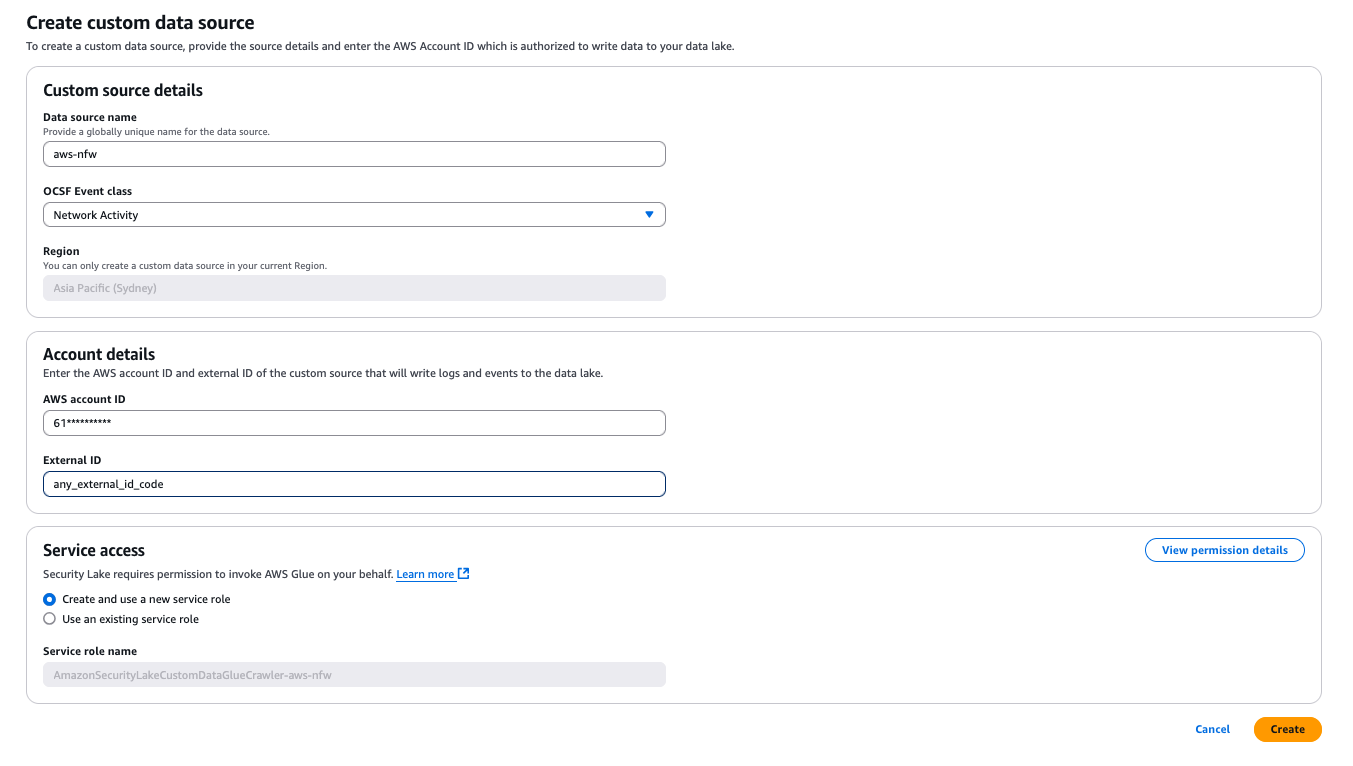 Create custom data source
To create a custom data source, provide the source details and enter the AWS Account ID which is authorized to write data to your data lake.
Custom source details
Data source name
Provide a globally unique name for the data source.
aws-nfw
OCSF Event class
Network Activity
Region
You can only create a custom data source in your current Region.
Asia Pacific (Sydney)
Account details
Enter the AWS account ID and external ID of the custom source that will write logs and events to the data lake.
AWS account ID
61**********
External ID
any_external_id_code
Service access
View permission details
Security Lake requires permission to invoke AWS Glue on your behalf. Learn more
Create and use a new service role
Use an existing service role
Service role name
AmazonSecurityLakeCustomDataGlueCrawler-aws-nfw
Cancel
Create